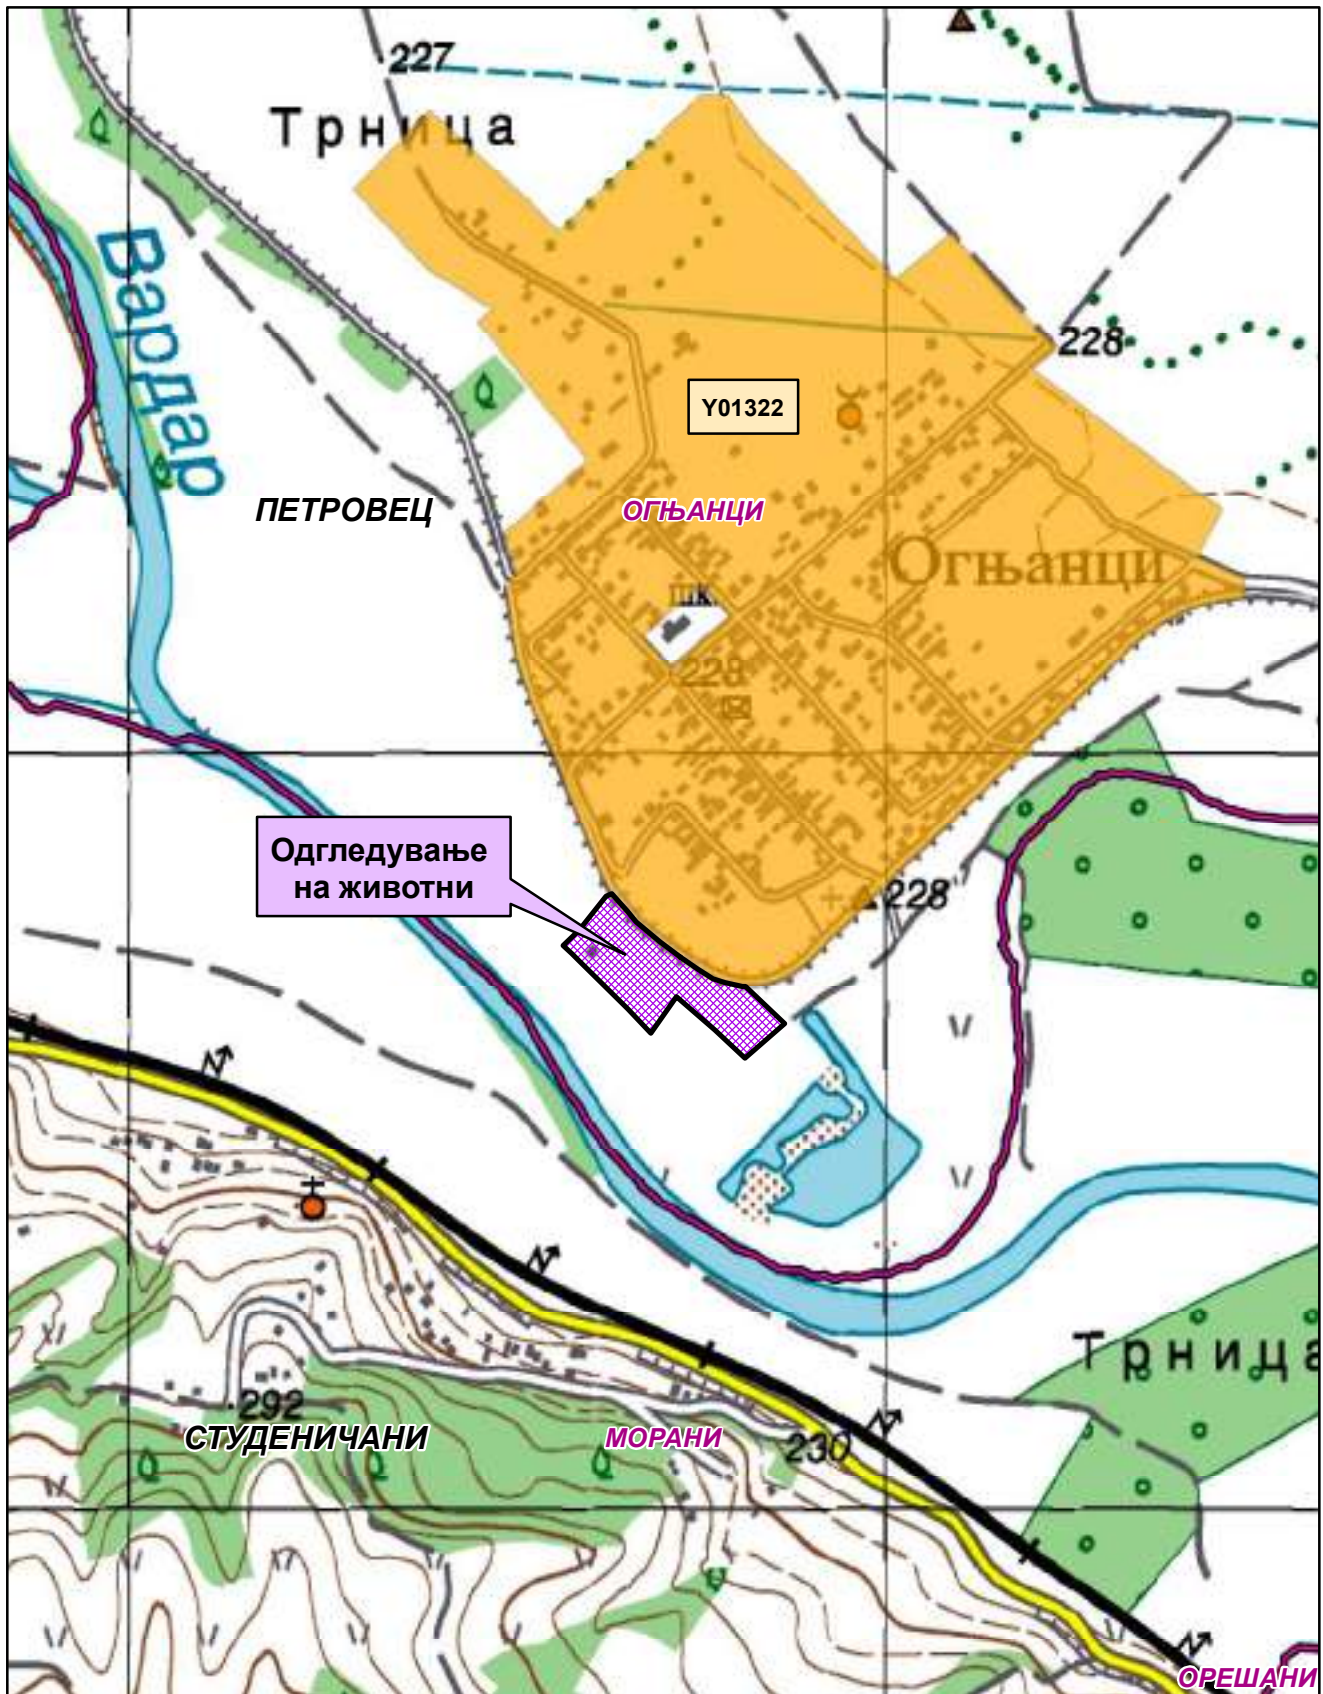 227
Трница
Вардар
228
Y01322
ПЕТРОВЕЦ
ОГЊАНЦИ
Огњанци
шк.
228
Одгледување
на животни
228
Трница
292
СТУДЕНИЧАНИ
МОРАНИ
230
ОРЕШАНИ